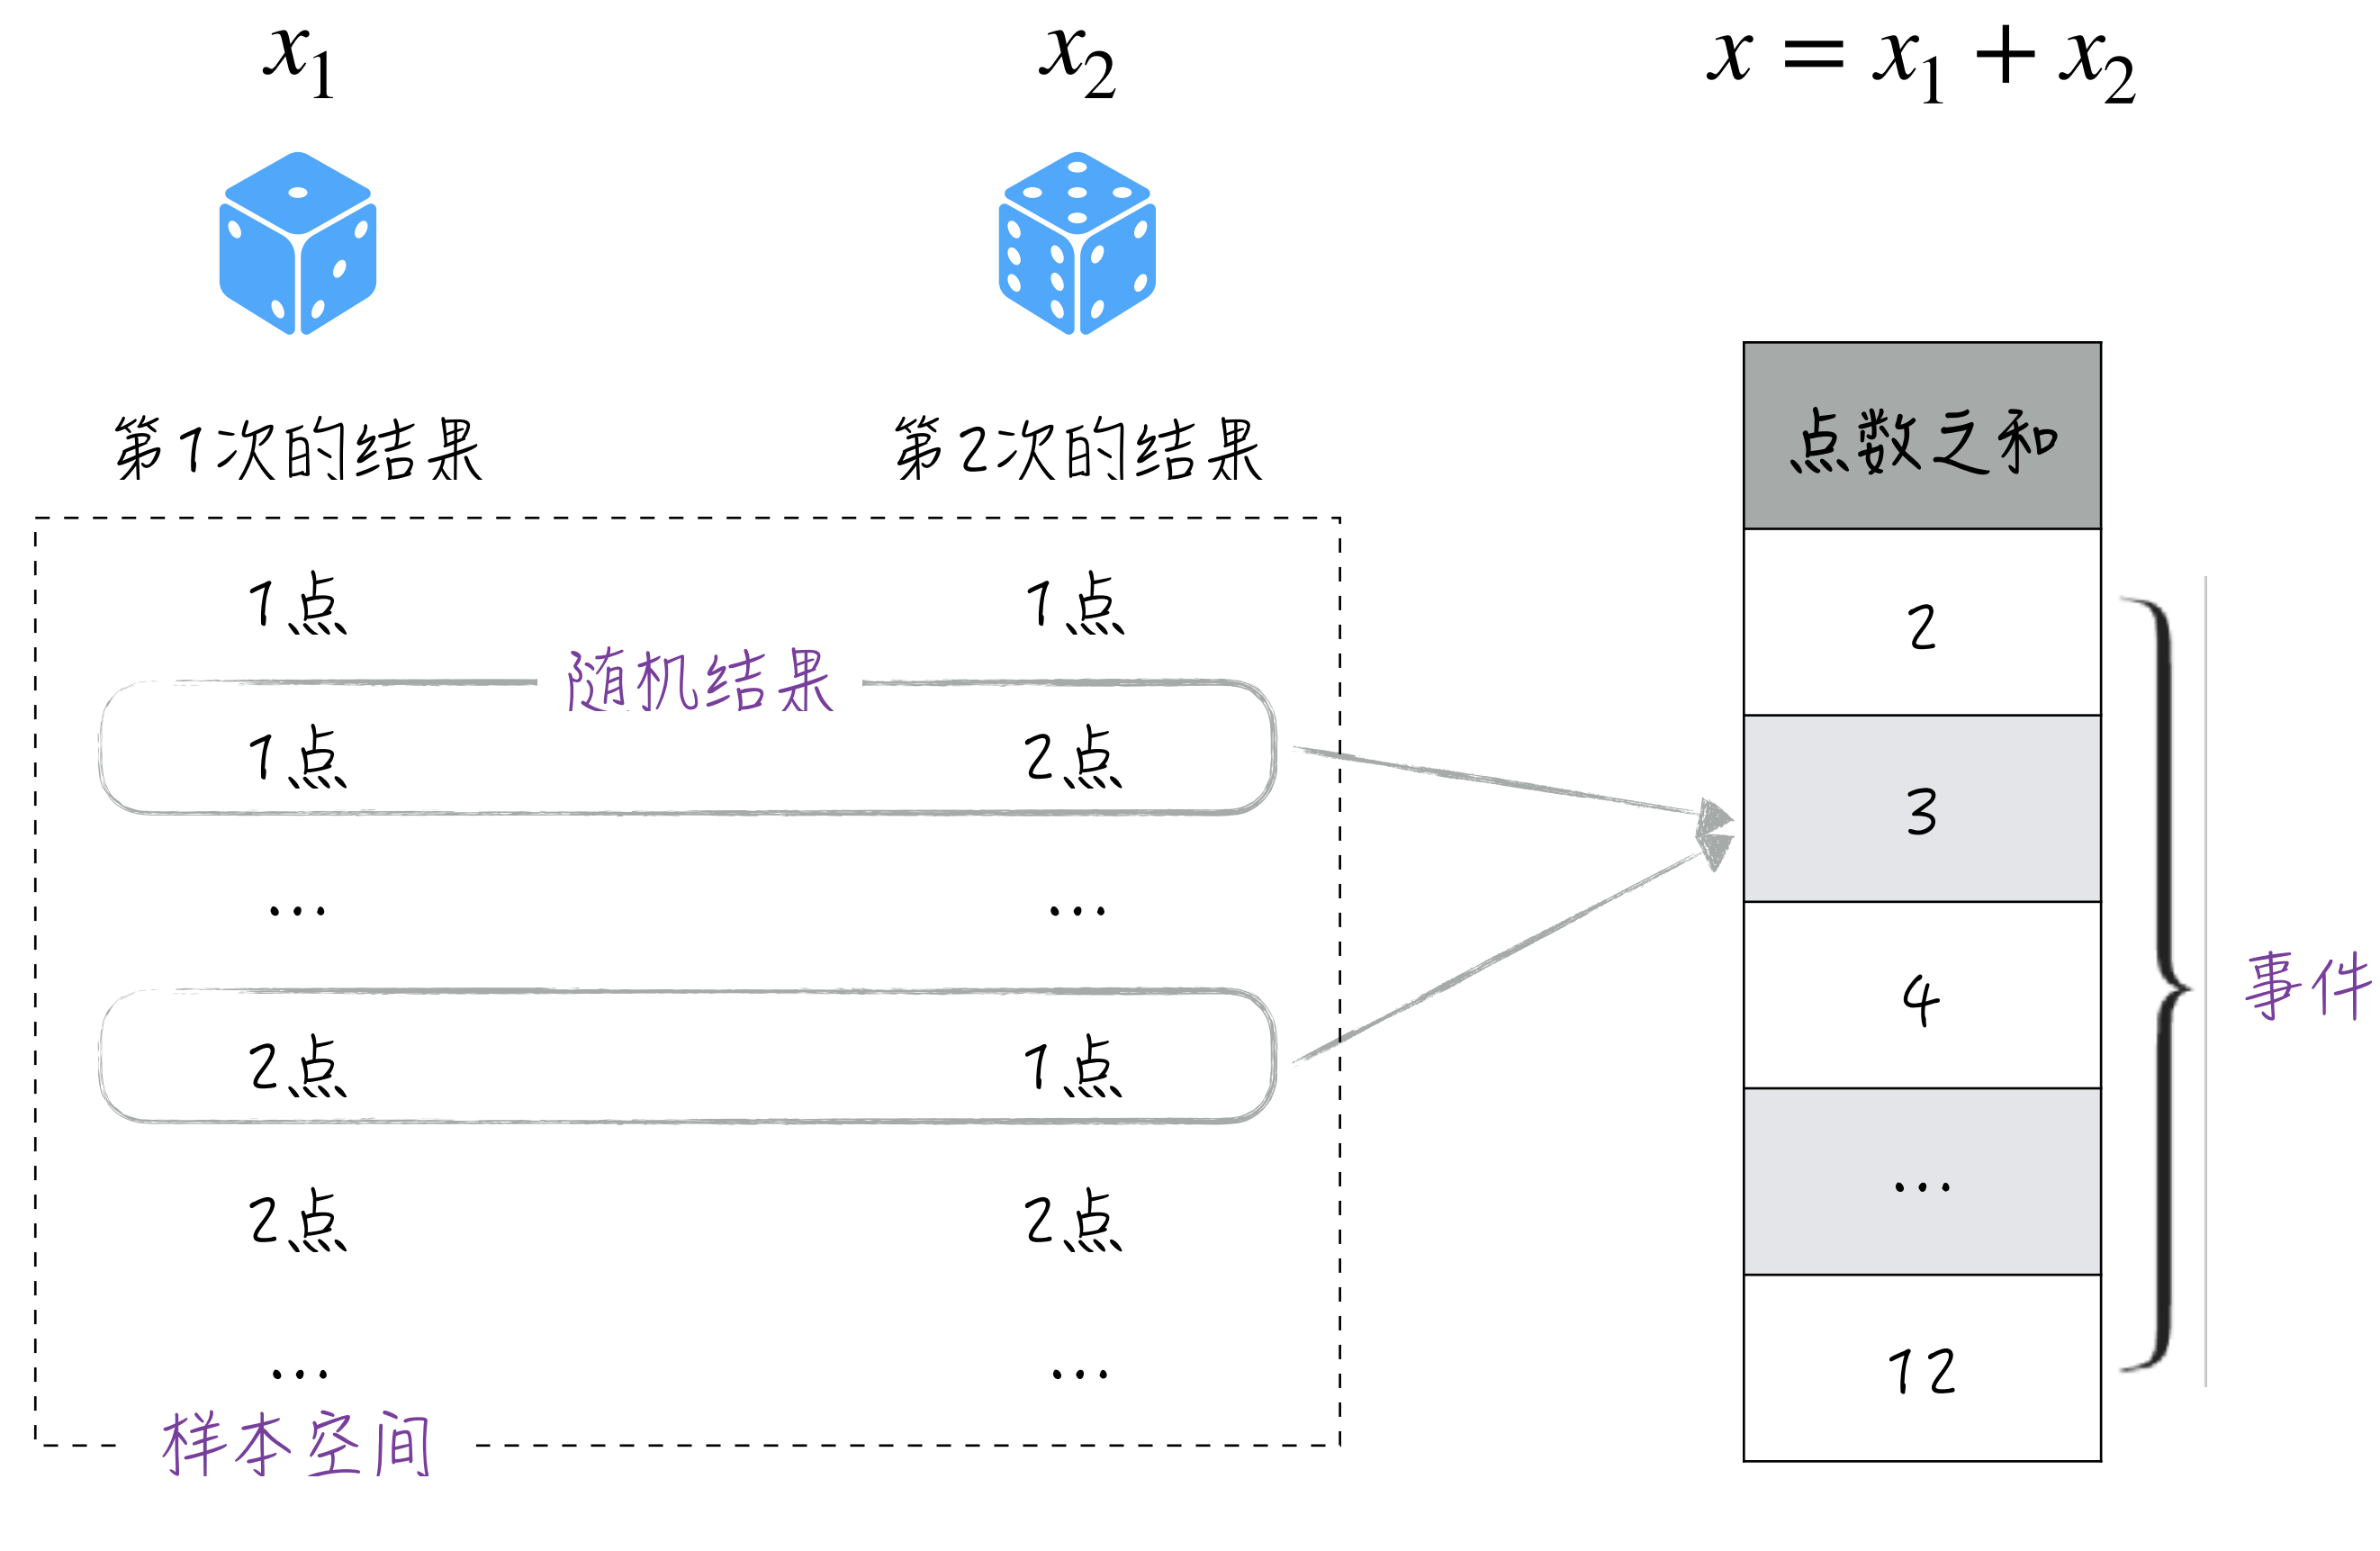 x₁ x₂ x = x₁ + x₂
第1次的结果 第2次的结果 点数之和
1点 1点 2
随机结果
1点 2点 3
... ... 4
事件
2点 1点
2点 2点 ...
... ... 12
样本空间